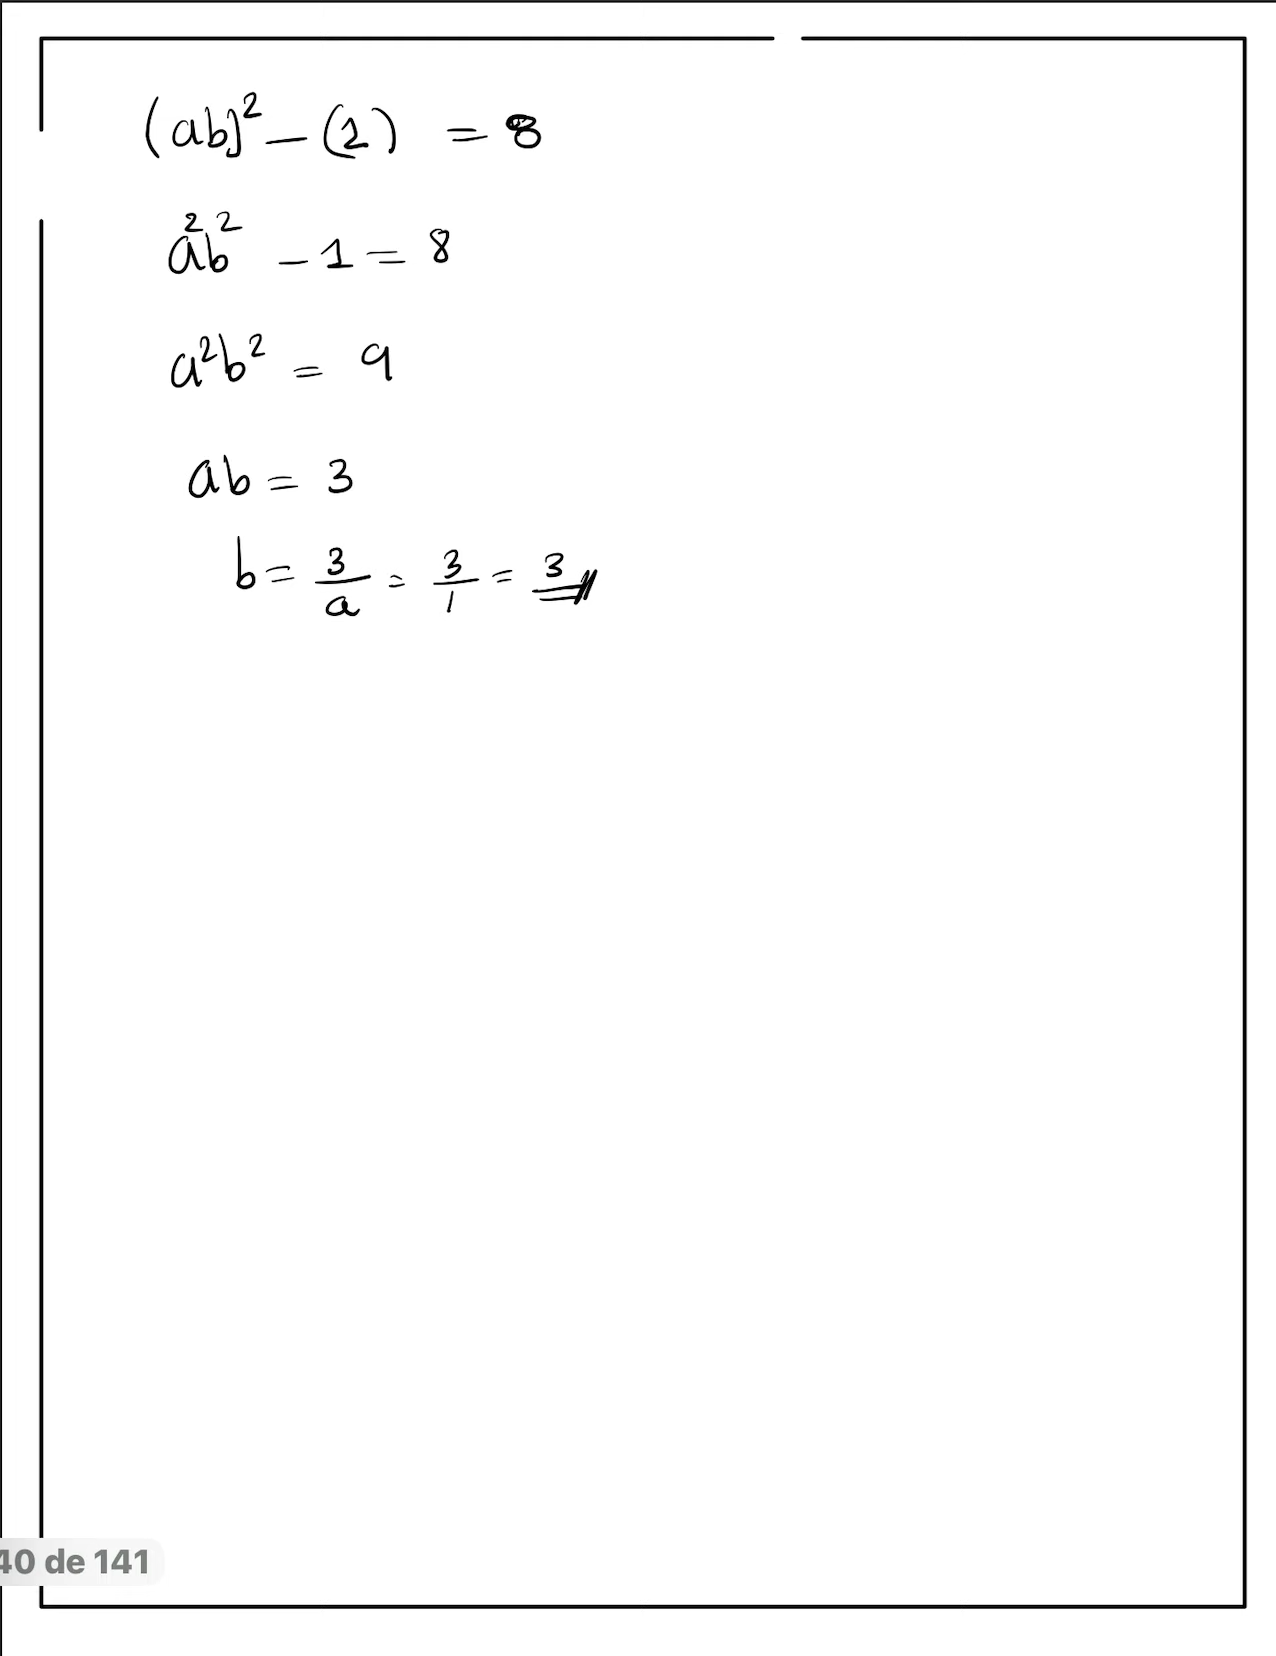 (ab)² - (1) = 8
a²b² - 1 = 8
a²b² = 9
ab = 3
b = 3/a = 3/1 = 3
40 de 141